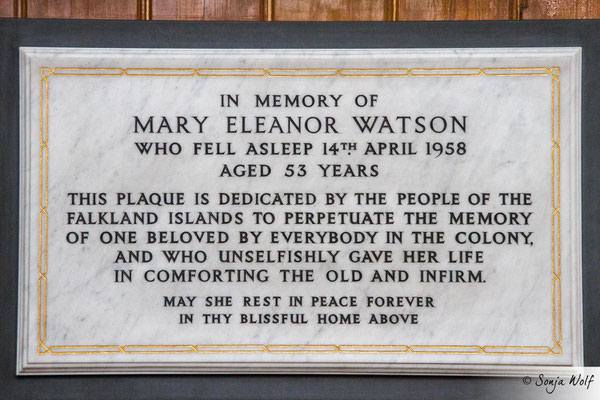 IN MEMORY OF
MARY ELEANOR WATSON
WHO FELL ASLEEP 14TH APRIL 1958
AGED 53 YEARS
THIS PLAQUE IS DEDICATED BY THE PEOPLE OF THE
FALKLAND ISLANDS TO PERPETUATE THE MEMORY
OF ONE BELOVED BY EVERYBODY IN THE COLONY,
AND WHO UNSELFISHLY GAVE HER LIFE
IN COMFORTING THE OLD AND INFIRM.
MAY SHE REST IN PEACE FOREVER
IN THY BLISSFUL HOME ABOVE
© Sonja Wolf